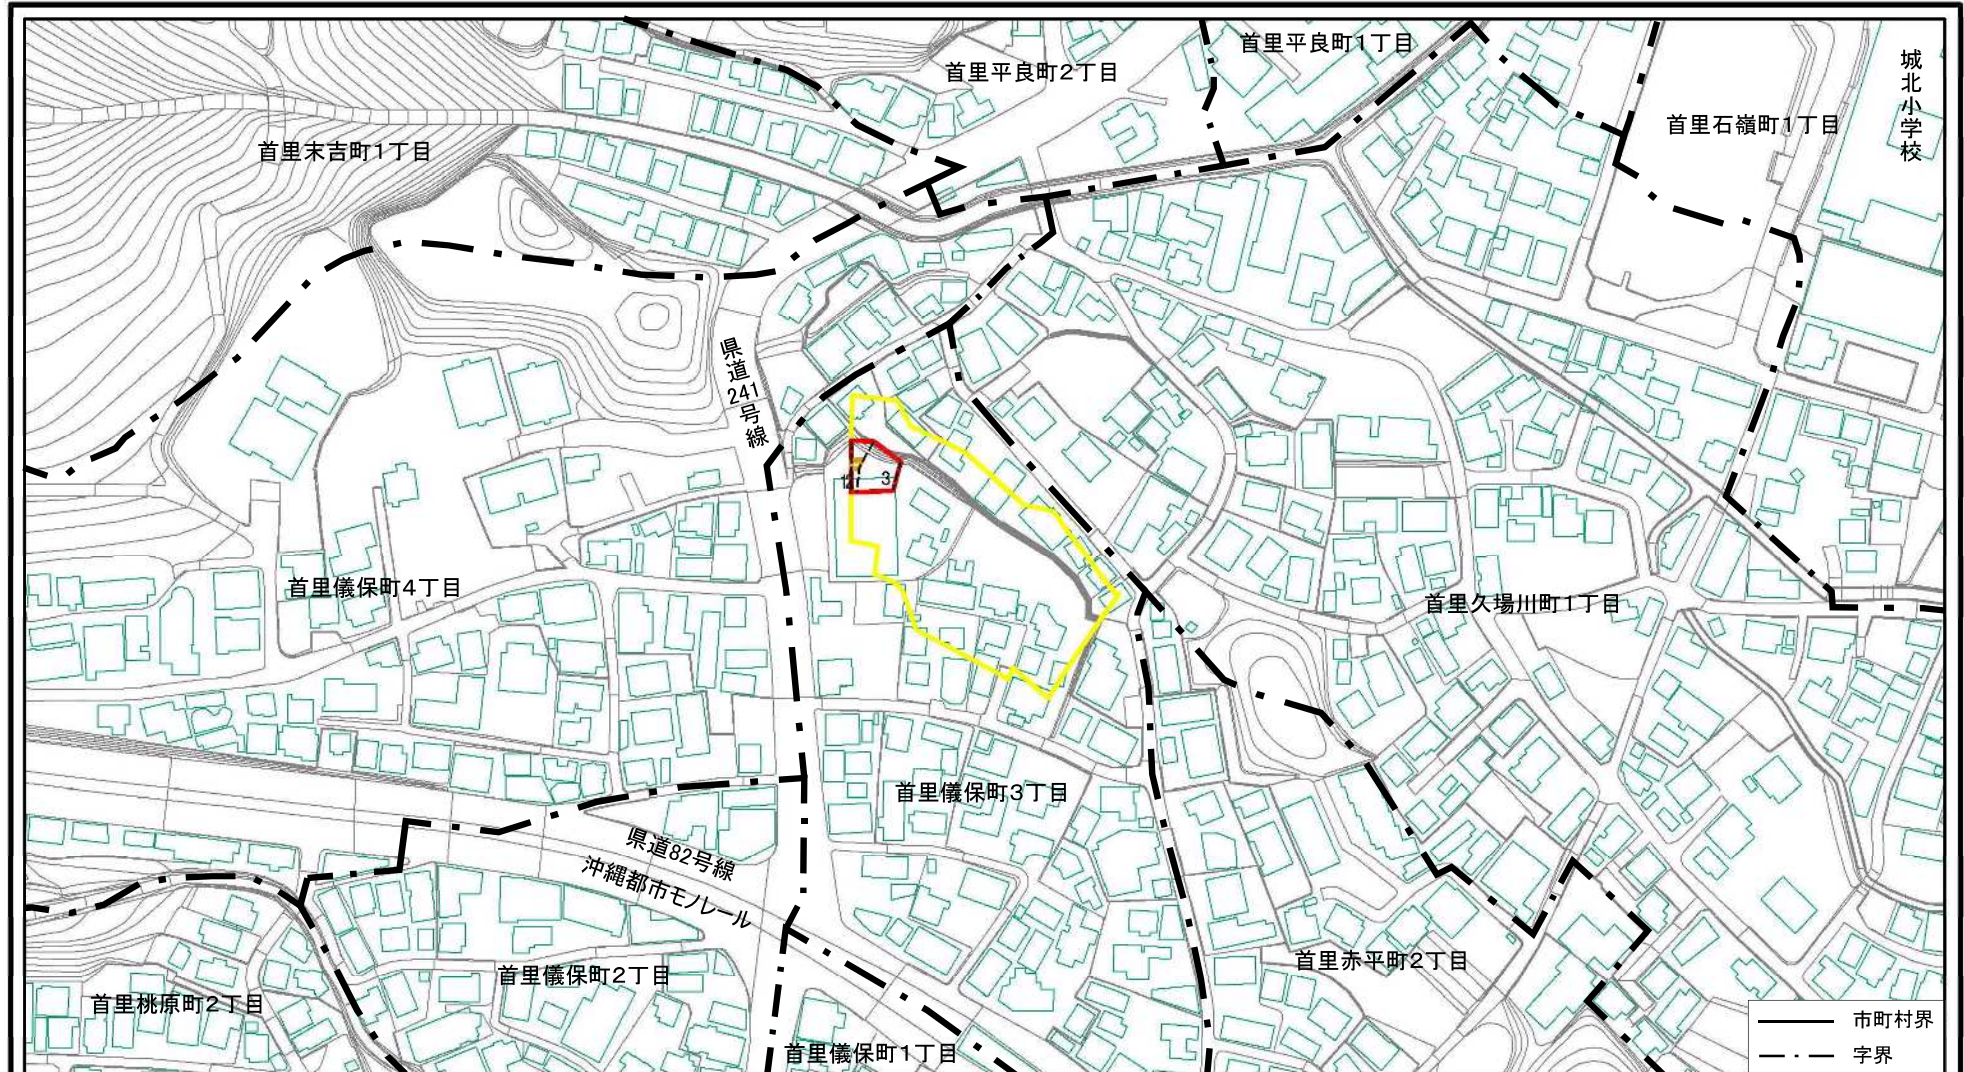 首里平良町1丁目
首里平良町2丁目
城北小学校
首里石嶺町1丁目
首里末吉町1丁目
県道241号線
1
12
3
首里儀保町4丁目
首里久場川町1丁目
首里儀保町3丁目
県道82号線
沖縄都市モノレール
首里赤平町2丁目
首里儀保町2丁目
首里桃原町2丁目
首里儀保町1丁目
市町村界
字界